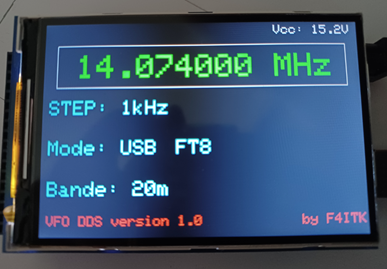 Vcc: 15.2V
14.074000 MHz
STEP: 1kHz
Mode: USB FT8
Bande: 20m
VFO DDS version 1.0 by F4ITK